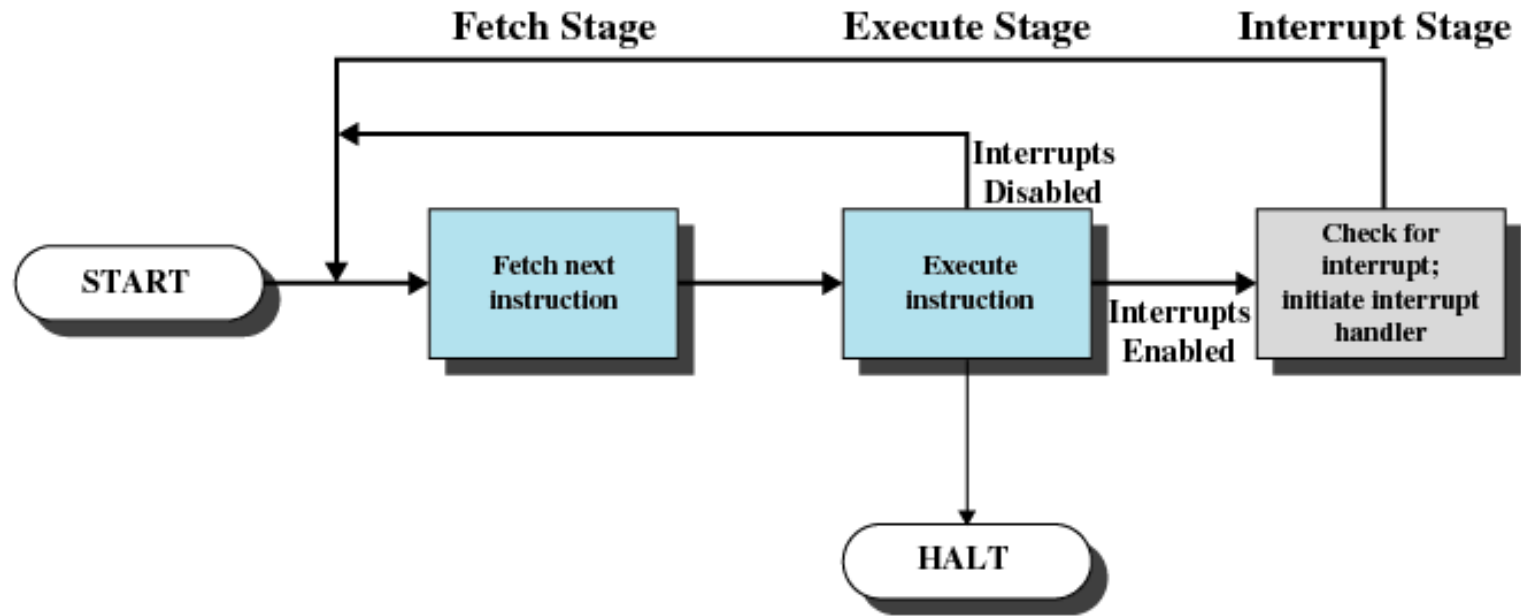 Fetch Stage
Execute Stage
Interrupt Stage
Interrupts
Disabled
START
Fetch next
instruction
Execute
instruction
Interrupts
Enabled
Check for
interrupt;
initiate interrupt
handler
HALT